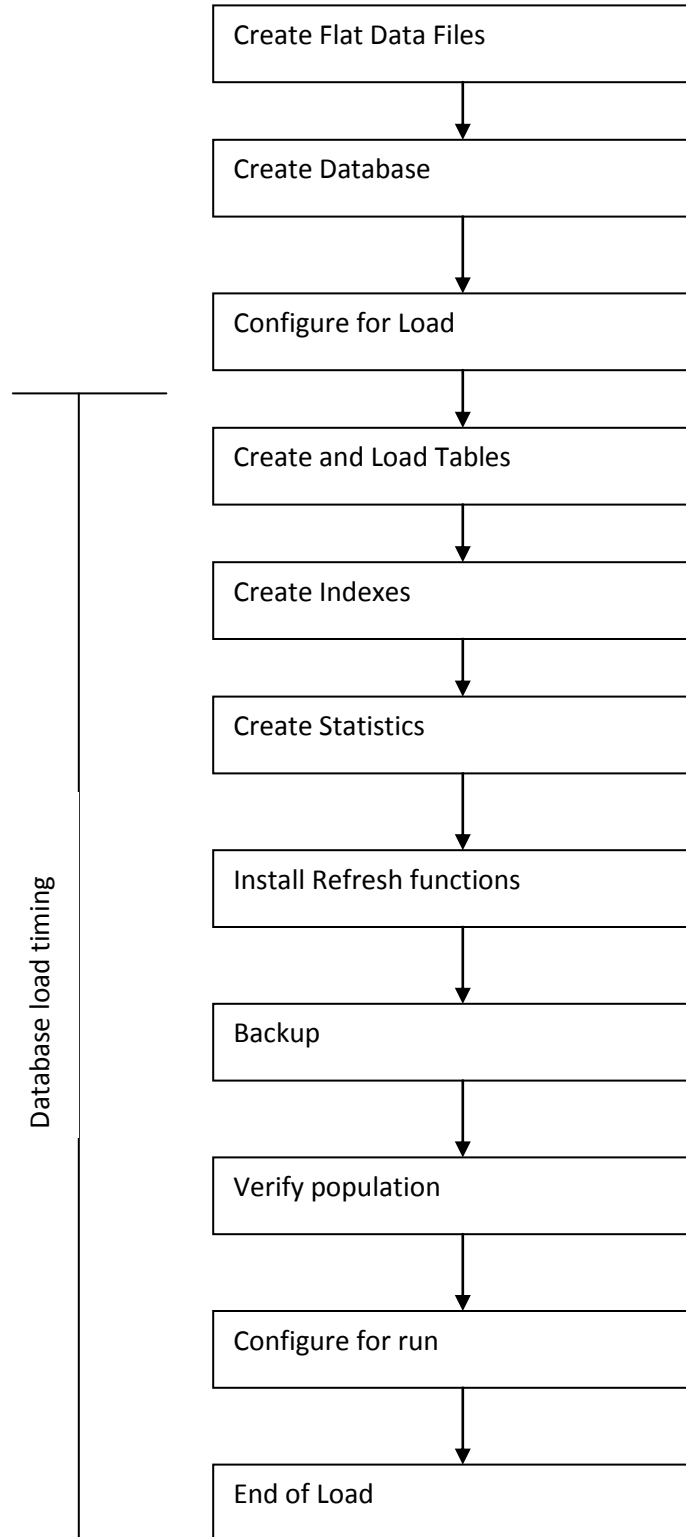 Create Flat Data Files
Create Database
Configure for Load
Create and Load Tables
Create Indexes
Create Statistics
Install Refresh functions
Database load timing
Backup
Verify population
Configure for run
End of Load